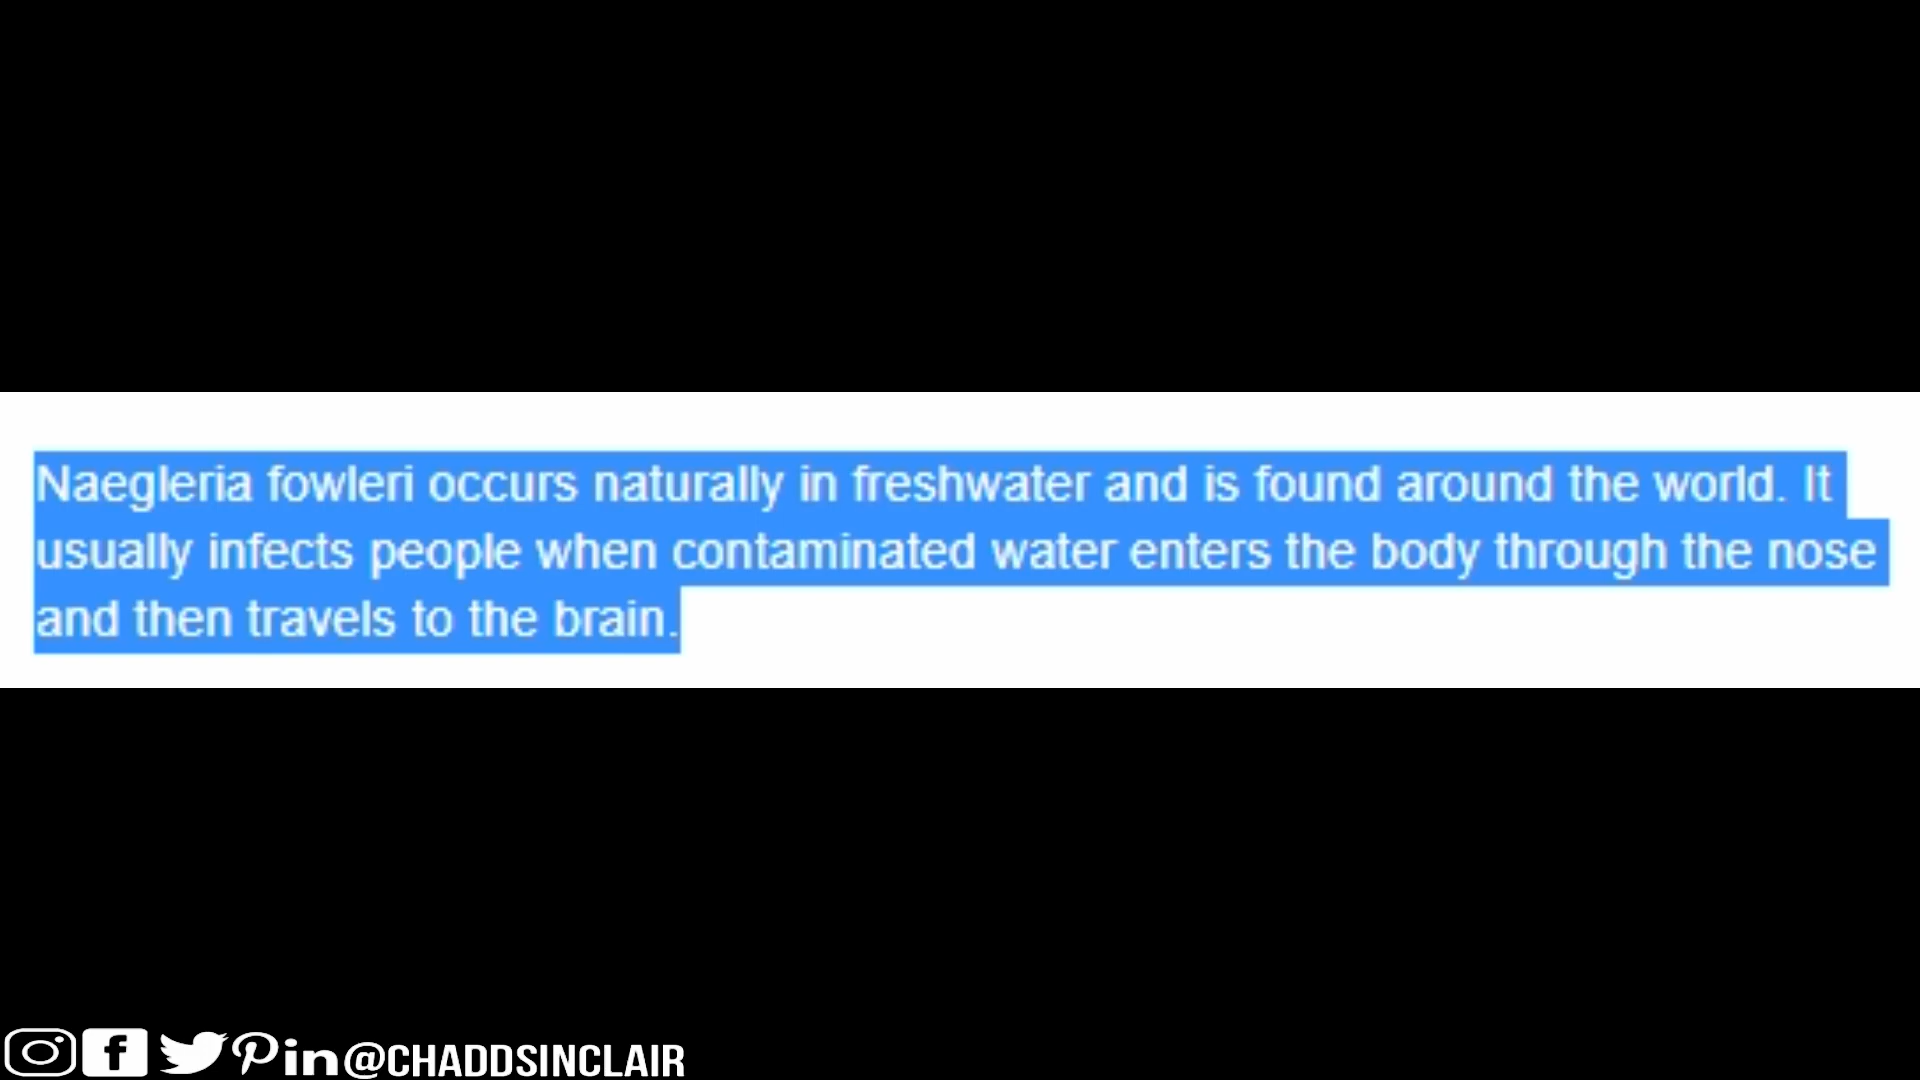 Naegleria fowleri occurs naturally in freshwater and is found around the world. It
usually infects people when contaminated water enters the body through the nose
and then travels to the brain.
@CHADDSINCLAIR